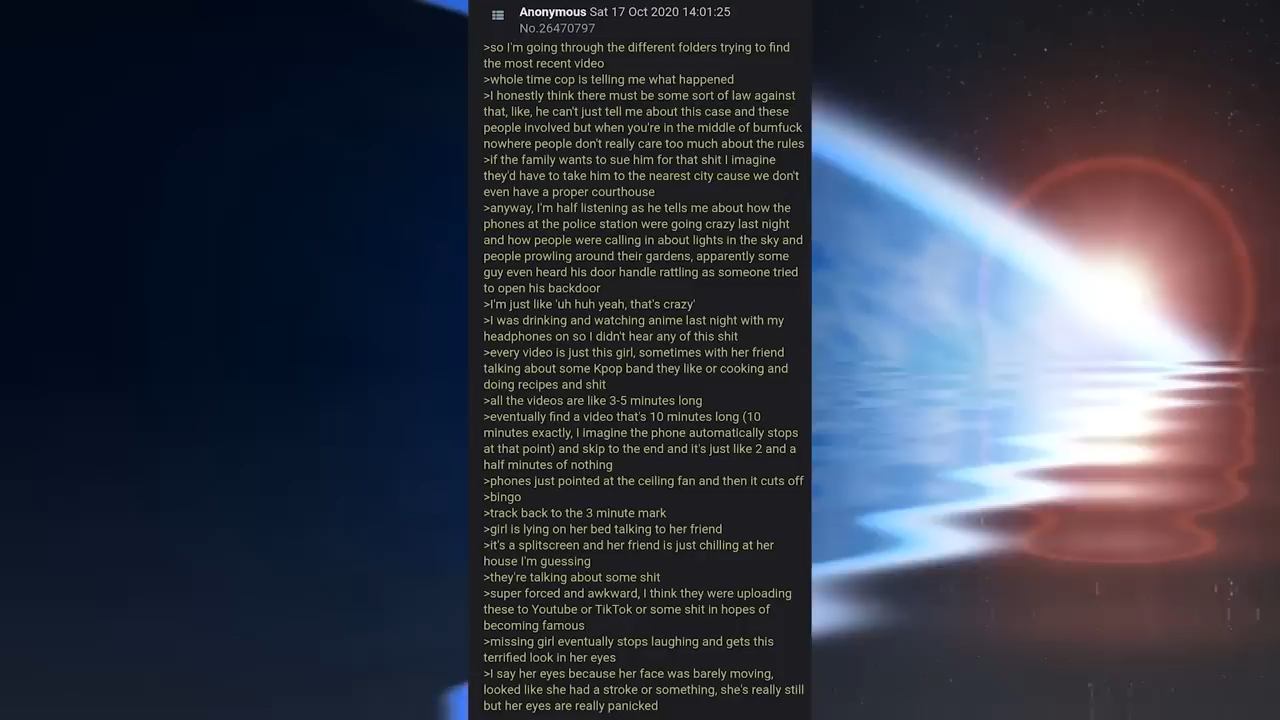 Anonymous Sat 17 Oct 2020 14:01:25
No.26470797
>so I'm going through the different folders trying to find
the most recent video
>whole time cop is telling me what happened
>I honestly think there must be some sort of law against
that, like, he can't just tell me about this case and these
people involved but when you're in the middle of bumfuck
nowhere people don't really care too much about the rules
>if the family wants to sue him for that shit I imagine
they'd have to take him to the nearest city cause we don't
even have a proper courthouse
>anyway, I'm half listening as he tells me about how the
phones at the police station were going crazy last night
and how people were calling in about lights in the sky and
people prowling around their gardens, apparently some
guy even heard his door handle rattling as someone tried
to open his backdoor
>I'm just like 'uh huh yeah, that's crazy'
>I was drinking and watching anime last night with my
headphones on so I didn't hear any of this shit
>every video is just this girl, sometimes with her friend
talking about some Kpop band they like or cooking and
doing recipes and shit
>all the videos are like 3-5 minutes long
>eventually find a video that's 10 minutes long (10
minutes exactly, I imagine the phone automatically stops
at that point) and skip to the end and it's just like 2 and a
half minutes of nothing
>phones just pointed at the ceiling fan and then it cuts off
>bingo
>track back to the 3 minute mark
>girl is lying on her bed talking to her friend
>it's a splitscreen and her friend is just chilling at her
house I'm guessing
>they're talking about some shit
>super forced and awkward, I think they were uploading
these to Youtube or TikTok or some shit in hopes of
becoming famous
>missing girl eventually stops laughing and gets this
terrified look in her eyes
>I say her eyes because her face was barely moving,
looked like she had a stroke or something, she's really still
but her eyes are really panicked